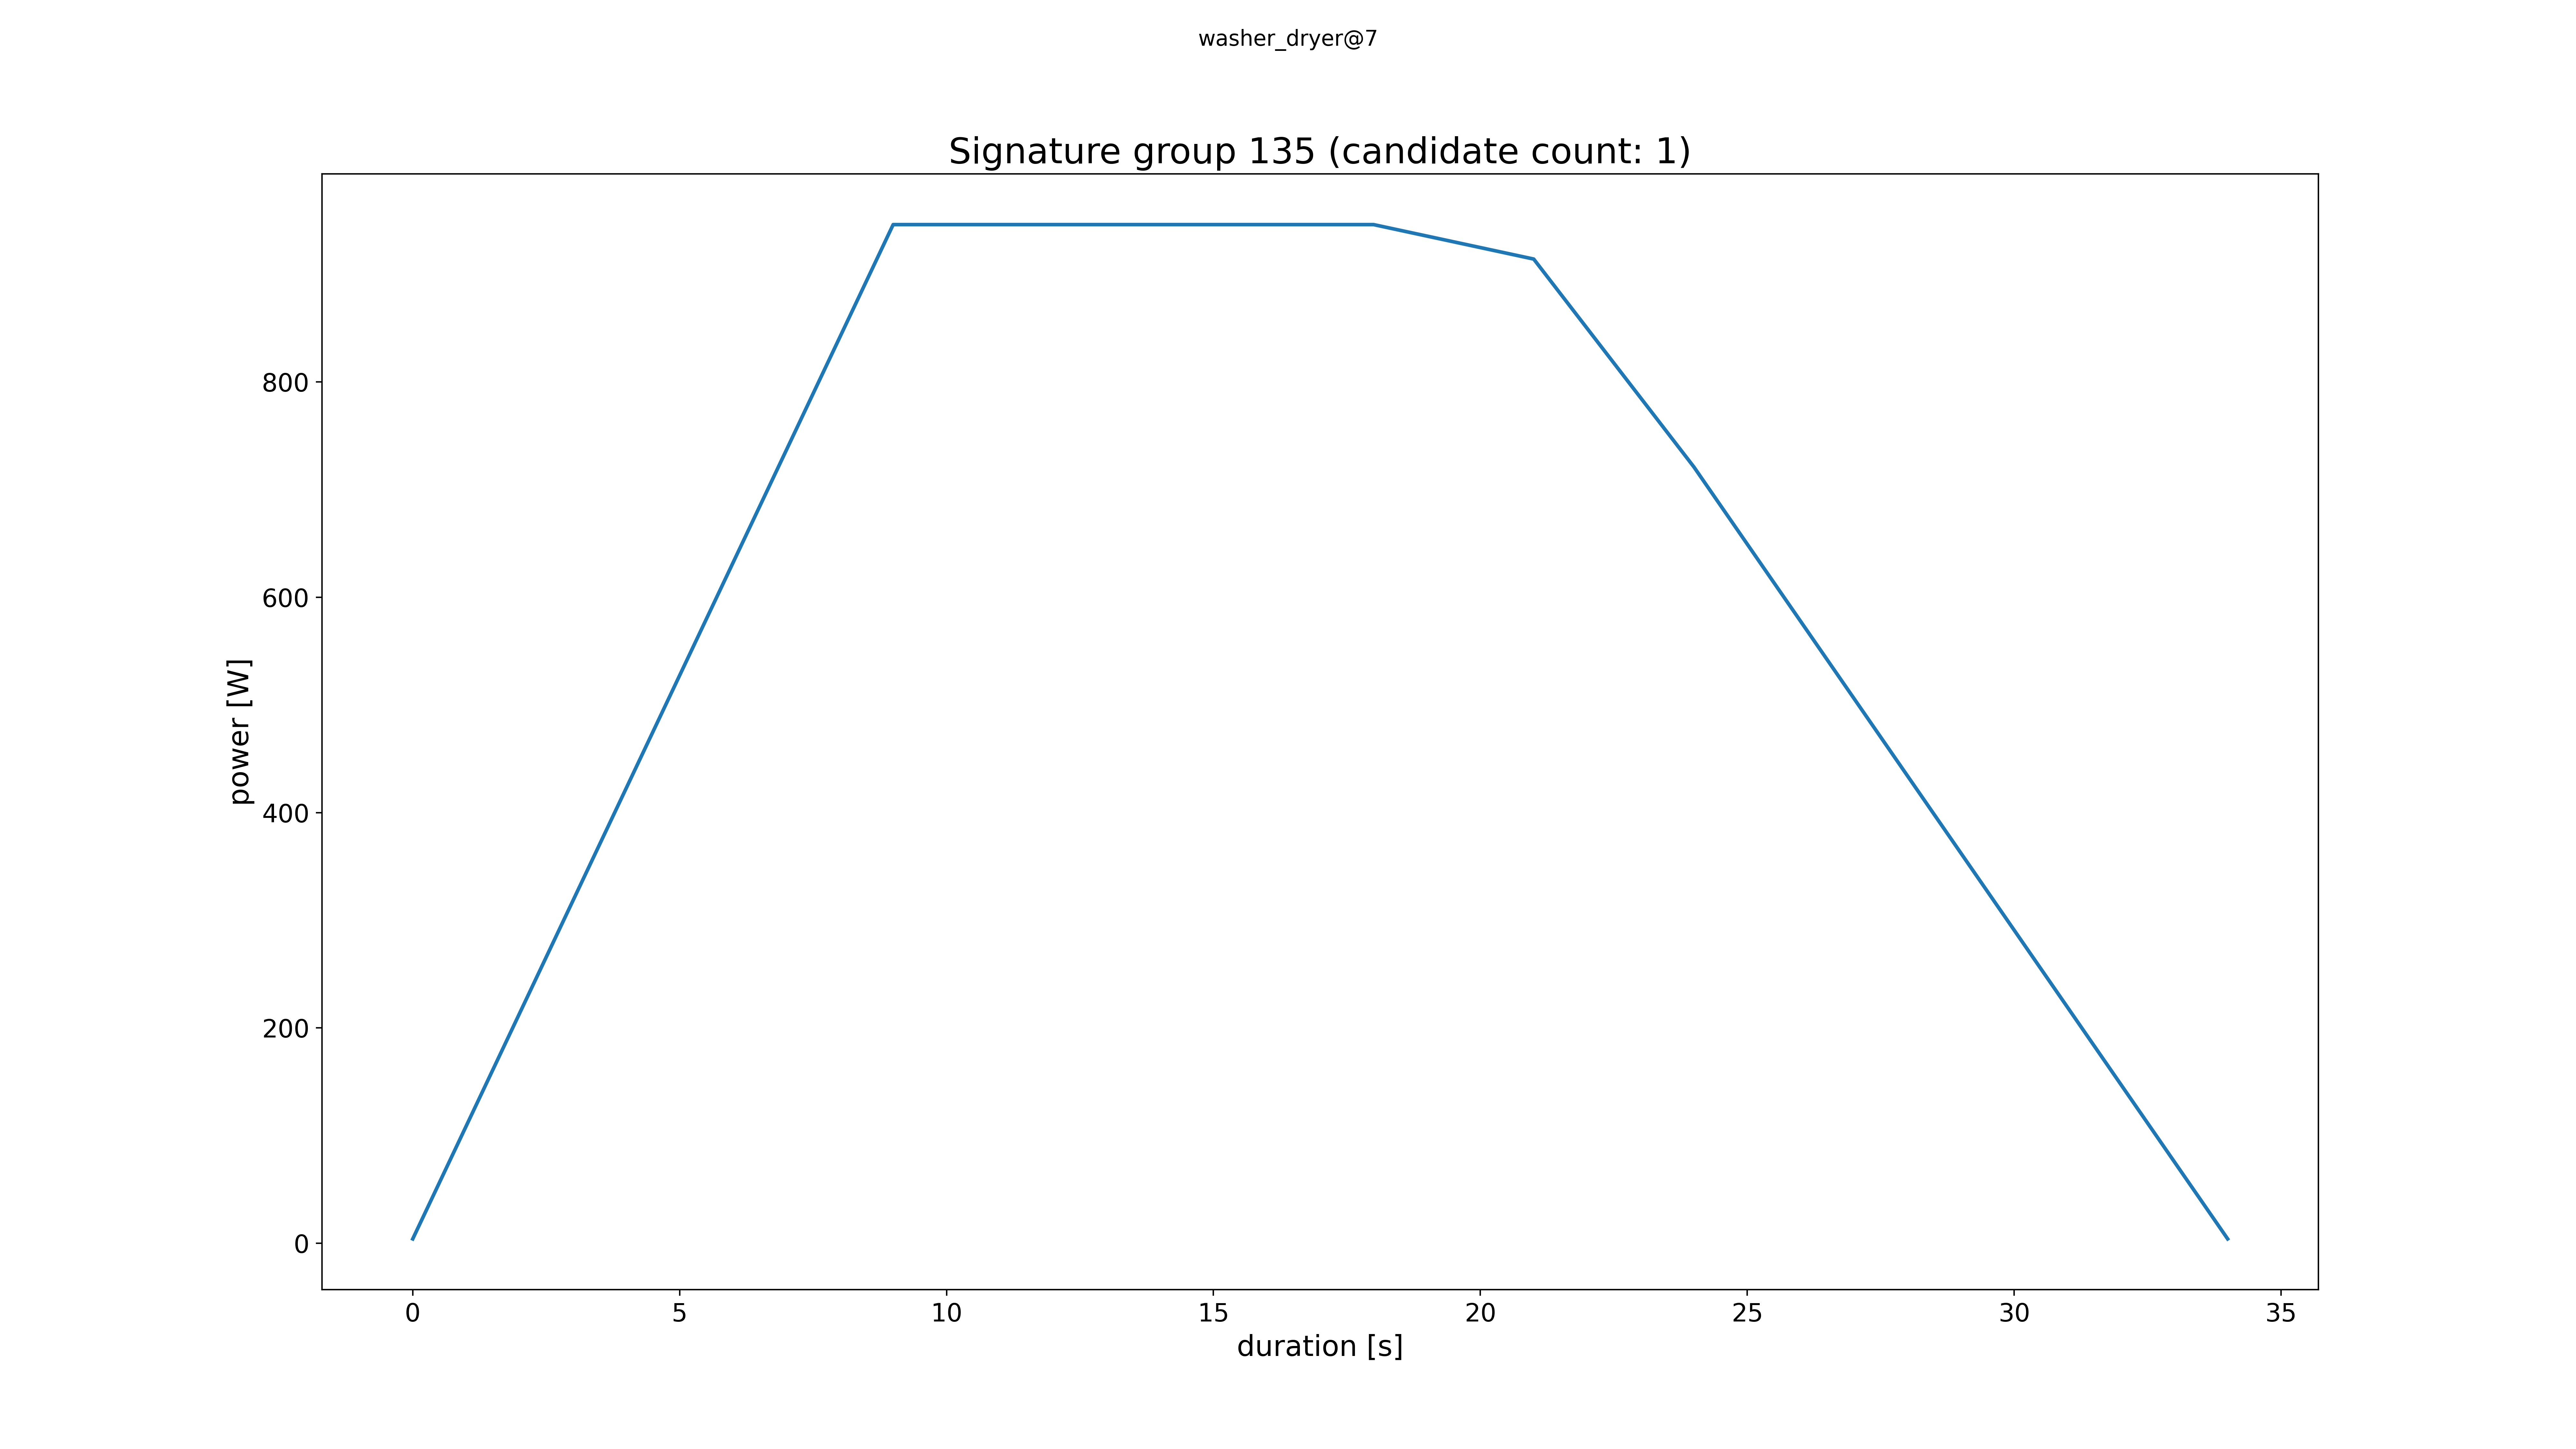 washer_dryer@7
Signature group 135 (candidate count: 1)
power [W]
800
600
400
200
0
0 5 10 15 20 25 30 35
duration [s]